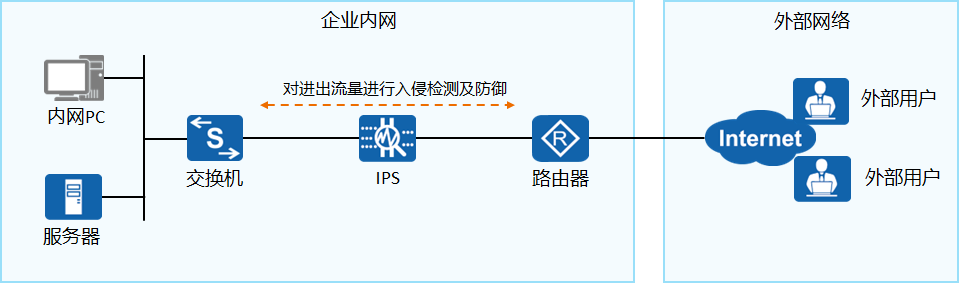 企业内网
外部网络
对进出流量进行入侵检测及防御
内网PC
S
交换机
IPS
R
路由器
Internet
外部用户
外部用户
服务器